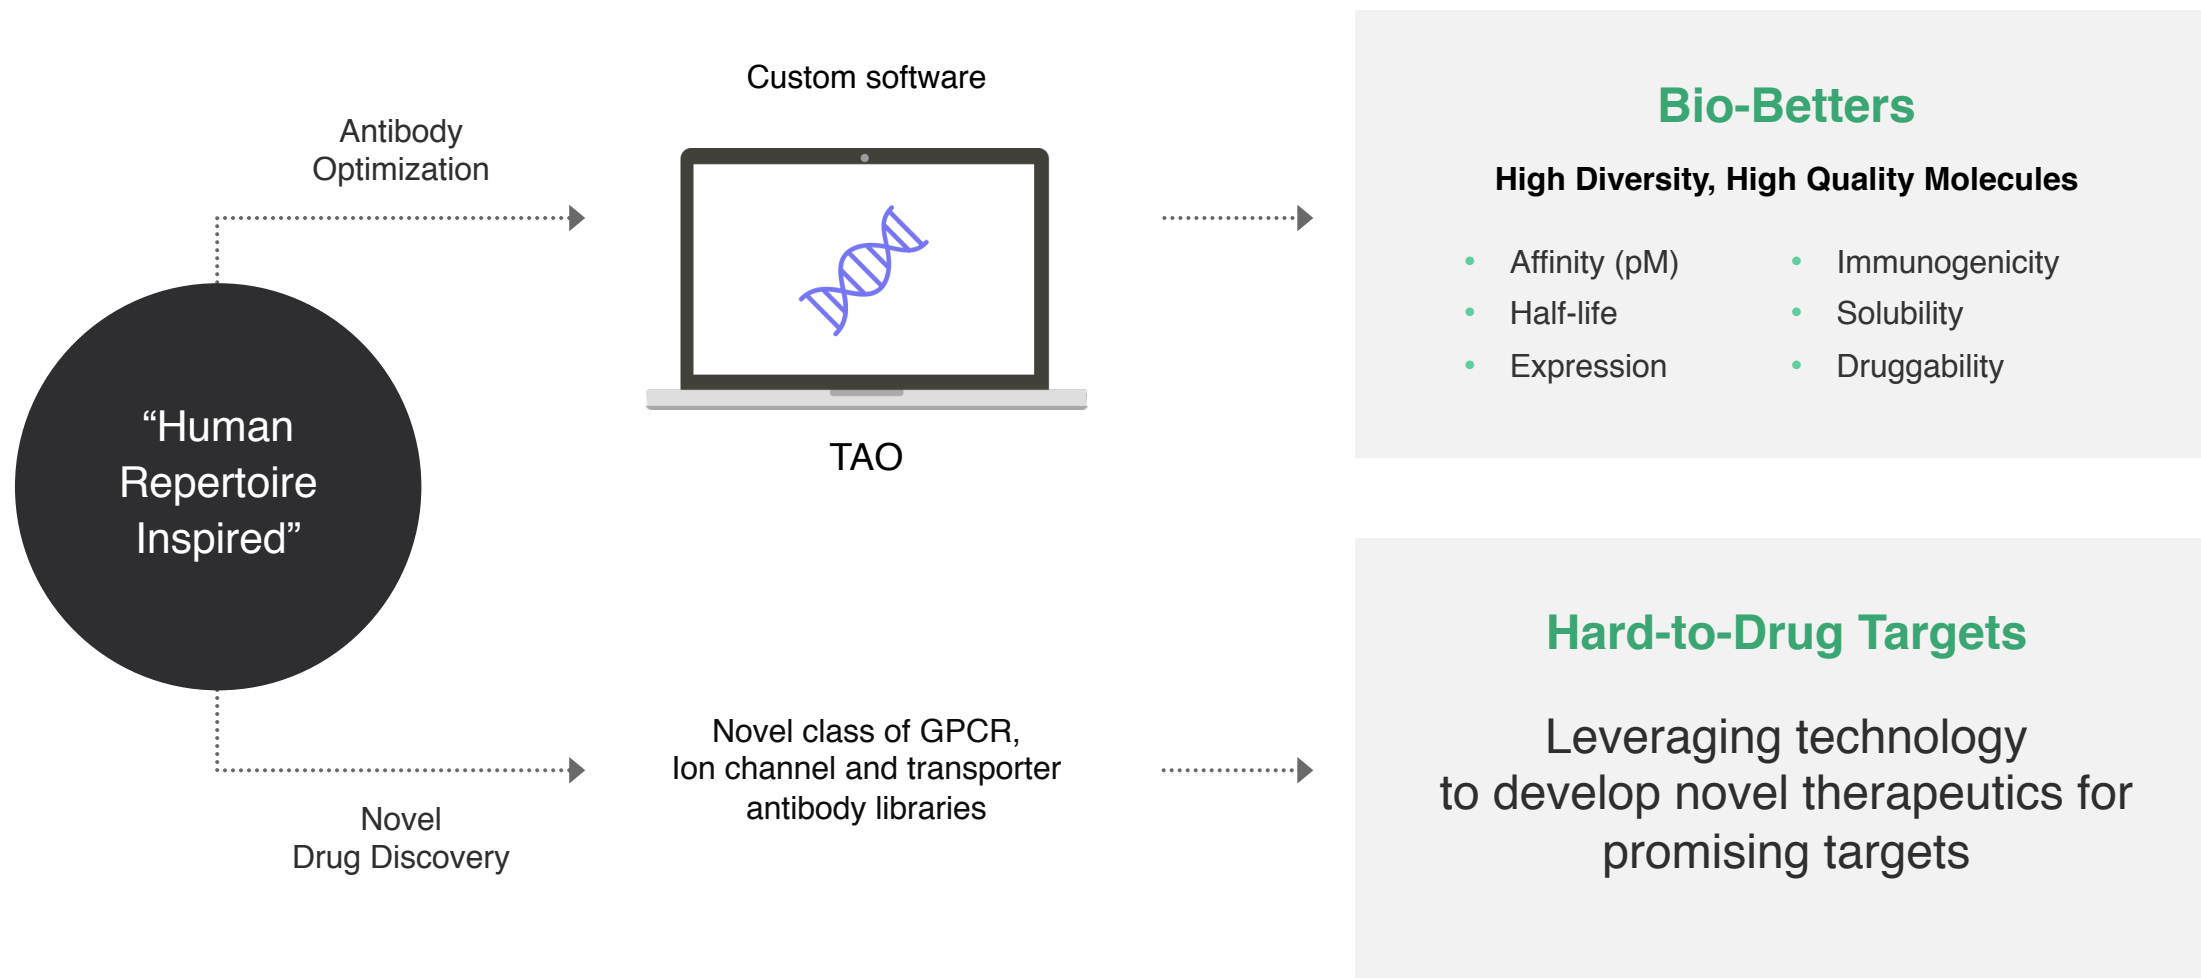 Custom software
Antibody
Optimization
TAO
“Human
Repertoire
Inspired”
Novel class of GPCR,
Ion channel and transporter
antibody libraries
Novel
Drug Discovery
Bio-Betters
High Diversity, High Quality Molecules
• Affinity (pM)
• Half-life
• Expression
• Immunogenicity
• Solubility
• Druggability
Hard-to-Drug Targets
Leveraging technology
to develop novel therapeutics for
promising targets